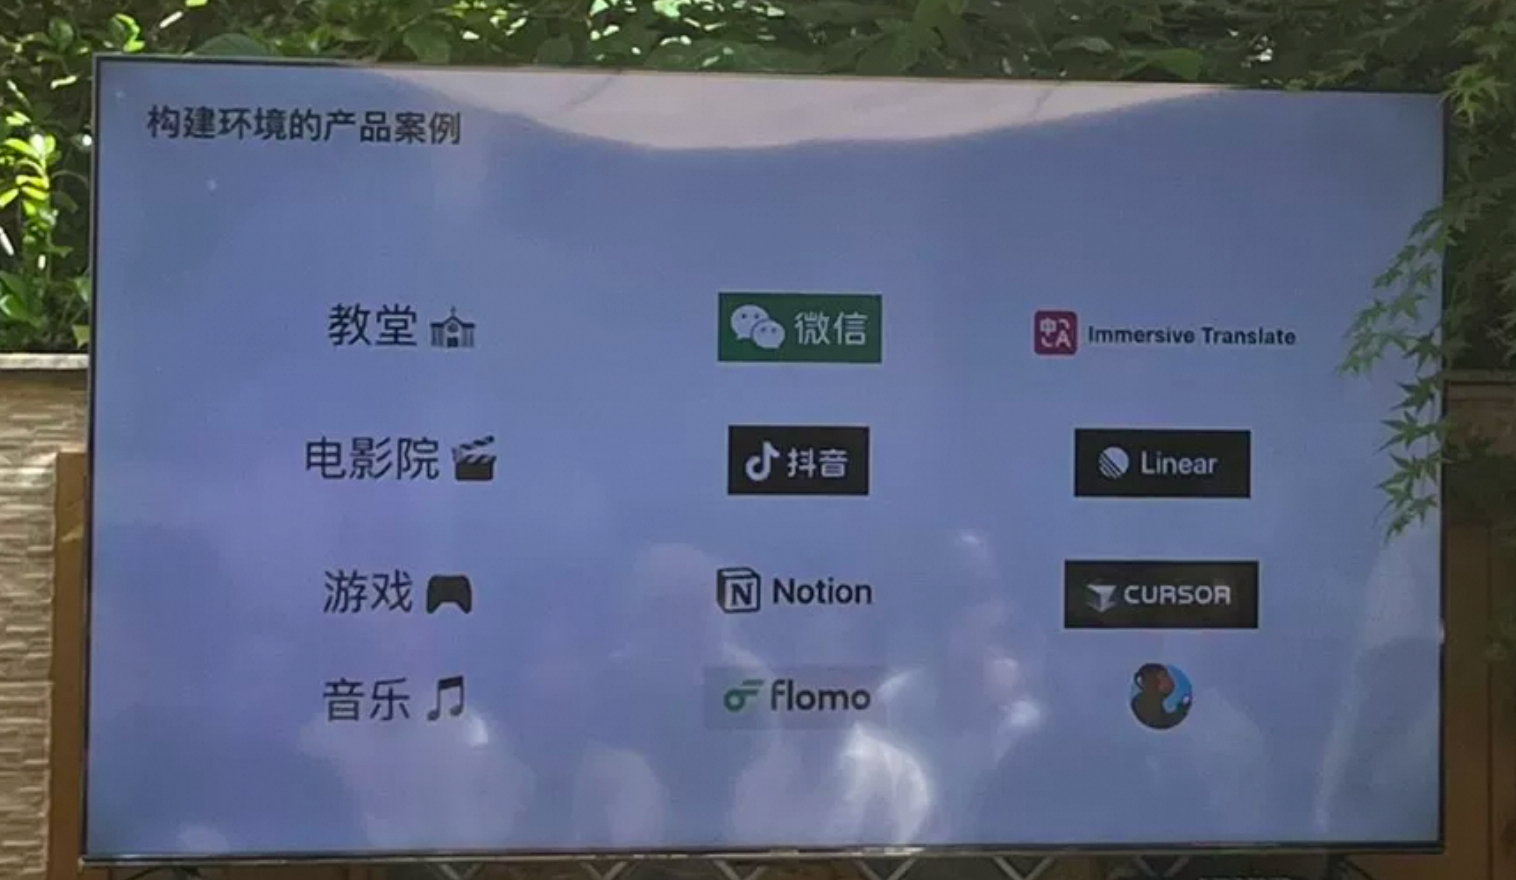 构建环境的产品案例
教堂 微信 Immersive Translate
电影院 抖音 Linear
游戏 Notion CURSOR
音乐 flomo